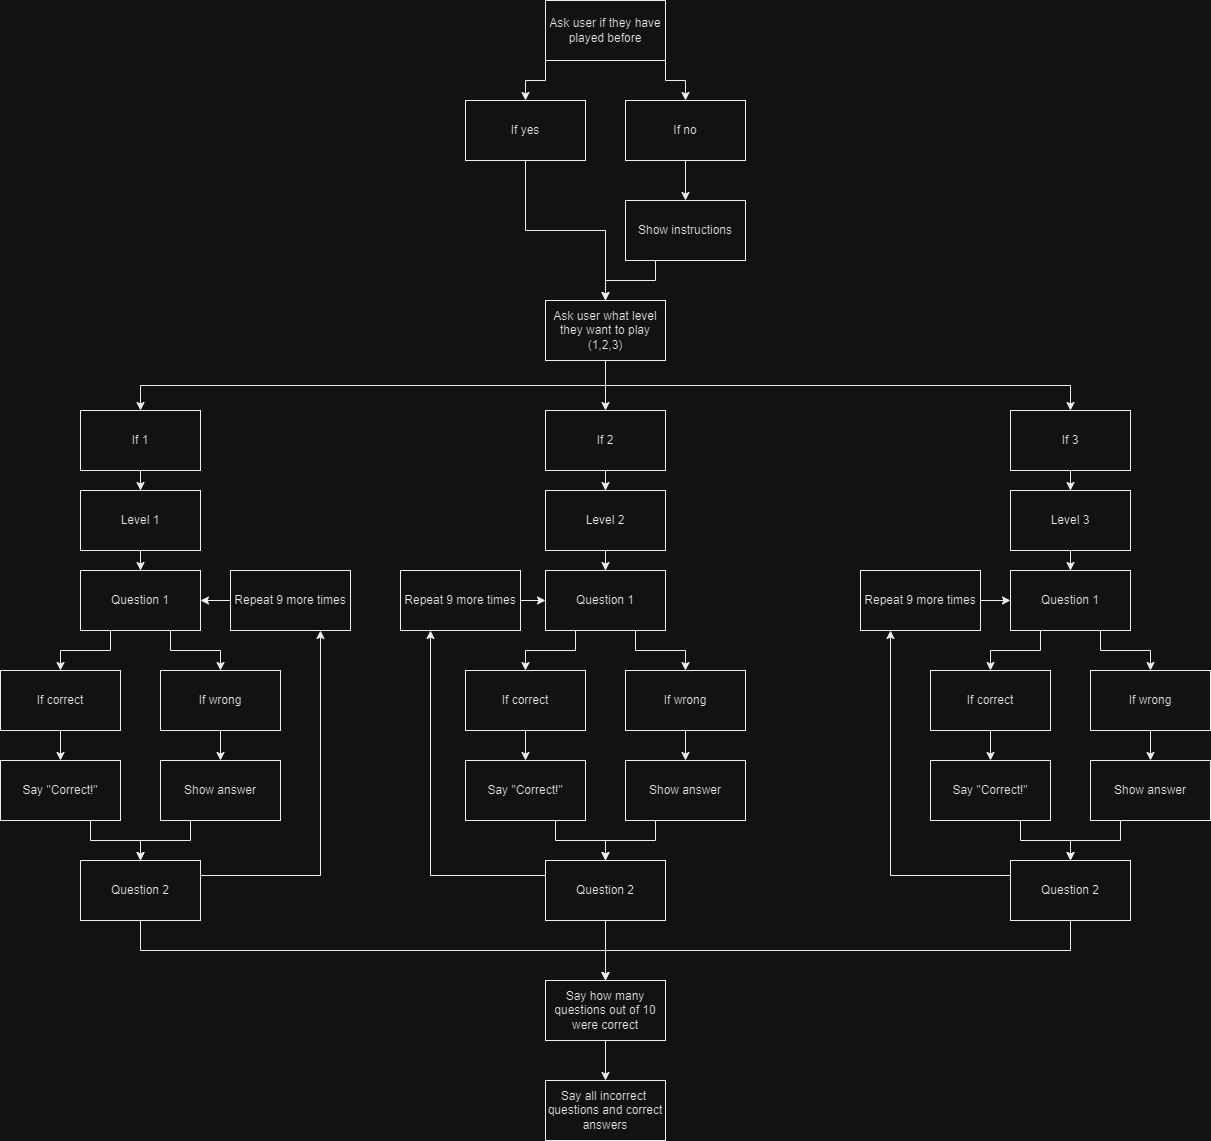 Ask user if they have
played before
If yes
If no
Show instructions
Ask user what level
they want to play
(1,2,3)
If 1
If 2
If 3
Level 1
Level 2
Level 3
Question 1
Repeat 9 more times
Repeat 9 more times
Question 1
Repeat 9 more times
Question 1
If correct
If wrong
If correct
If wrong
If correct
If wrong
Say "Correct!"
Show answer
Say "Correct!"
Show answer
Say "Correct!"
Show answer
Question 2
Question 2
Question 2
Say how many
questions out of 10
were correct
Say all incorrect
questions and correct
answers